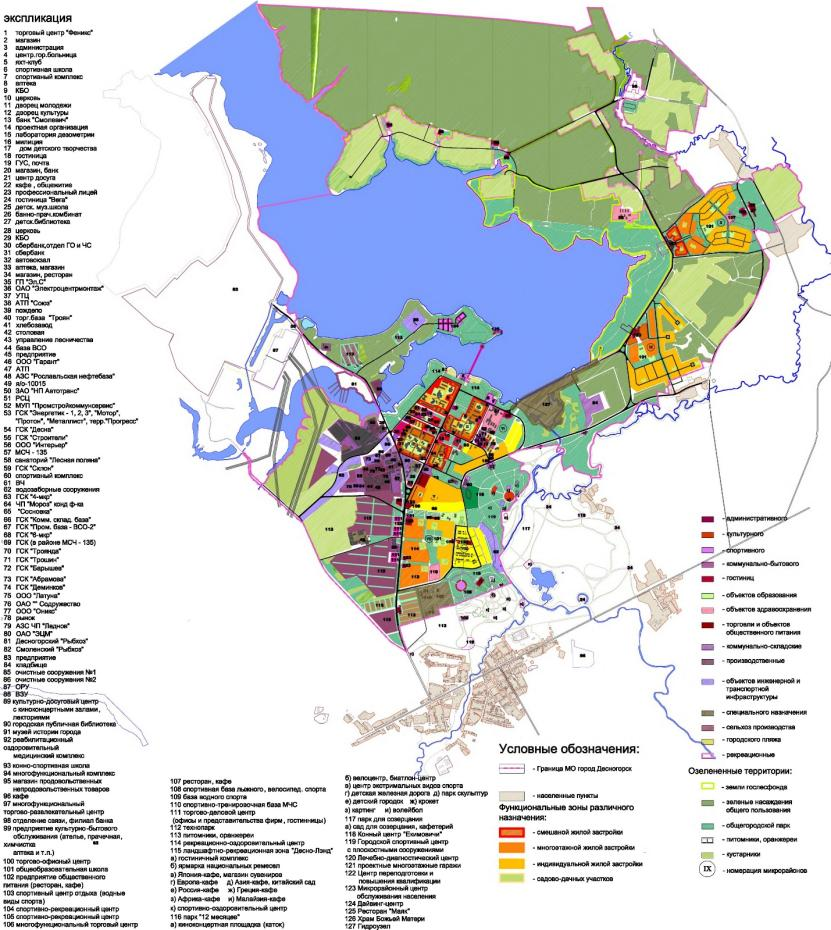 ЭКСПЛИКАЦИЯ
1 торговый центр "Феникс"
2 магазин
3 администрация
4 центр.гор.больница
5 яхт-клуб
6 спортивная школа
7 спортивный комплекс
8 аптека
9 КБО
10 церковь
11 дворец молодежи
12 дворец культуры
13 банк "Смолевич"
14 проектная организация
15 лаборатория дезометрии
16 милиция
17 дом детского творчества
18 гостиница
19 ГУС, почта
20 магазин, банк
21 центр досуга
22 кафе , общежитие
23 профессиональный лицей
24 гостиница "Вега"
25 детск. муз.школа
26 банно-прач.комбинат
27 детск.библиотека
28 церковь
29 КБО
30 сбербанк,отдел ГО и ЧС
31 сбербанк
32 автовокзал
33 аптека, магазин
34 магазин, ресторан
35 ГП "Эл.С"
36 ОАО "Электроцентрмонтаж"
37 УТЦ
38 АТП "Союз"
39 пождепо
40 торг.база "Троян"
41 хлебозавод
42 столовая
43 управление лесничества
44 база ВСО
45 предприятие
46 ООО "Гарант"
47 АТП
48 АЗС "Рославльская нефтебаза"
49 я/о-10015
50 ЗАО "ЧП Автотранс"
51 РСЦ
52 МУП "Промстройкоммунсервис"
53 ГСК "Энергетик - 1, 2, 3", "Мотор",
"Протон", "Металлист", терр."Прогресс"
54 ГСК "Десна"
55 ГСК "Строители"
56 ООО "Интерьер"
57 МСЧ - 135
58 санаторий "Лесная поляна"
59 ГСК "Склон"
60 спортивный комплекс
61 ВЧ
62 водозаборные сооружения
63 ГСК "4-мкр"
64 ЧП "Мороз" конд ф-ка
65 "Сосновка"
66 ГСК "Комм. склад. база"
67 ГСК "Пром. база - ВСО-2"
68 ГСК "6-мкр"
69 ГСК (в районе МСЧ - 135)
70 ГСК "Троянда"
71 ГСК "Трошин"
72 ГСК "Барышев"
73 ГСК "Абрамова"
74 ГСК "Деминков"
75 ООО "Латуна"
76 ОАО "" Содружество
77 ООО "Оникс"
78 рынок
79 АЗС ЧП "Леднов"
80 ОАО "ЭЦМ"
81 Десногорский "Рыбхоз"
82 Смоленский "Рыбхоз"
83 предприятие
84 кладбище
85 очистные сооружения №1
86 очистные сооружения №2
87 ОРУ
88 ВЗУ
89 культурно-досуговый центр
с киноконцертными залами,
лекториями
90 городская публичная библиотека
91 музей истории города
92 реабилитационный
оздоровительный
медицинский комплекс
93 конно-спортивная школа
94 многофункциональный комплекс
95 магазин продовольственных
непродовольственных товаров
96 кафе
97 многофункциональный
торгово-развлекательный центр
98 отделение связи, филиал банка
99 предприятие культурно-бытового
обслуживания (ателье, прачечная,
химчистка
аптека и т.п.)
100 торгово-офисный центр
101 общеобразовательная школа
102 предприятие общественного
питания (ресторан, кафе)
103 спортивный центр отдыха (водные
виды спорта)
104 спортивно-рекреационный центр
105 спортивно-рекреационный центр
106 многофункциональный торговый центр
107 ресторан, кафе
108 спортивная база лыжного, велосипед. спорта
109 база водного спорта
110 спортивно-тренировочная база МЧС
111 торгово-деловой центр
(офисы и представительства фирм, гостинницы)
112 технопарк
113 питомники, оранжереи
114 рекреационно-оздоровительный центр
115 ландшафтно-рекреационная зона "Десно-Лэнд"
а) гостиничный комплекс
б) ярмарка национальных ремесел
в) Япония-кафе, магазин сувениров
г) Европа-кафе д) Азия-кафе, китайский сад
е) Россия-кафе ж) Греция-кафе
з) Африка-кафе и) Малайзия-кафе
к) спортивно-оздоровительный центр
116 парк "12 месяцев"
а) киноконцертная площадка (каток)
б) велоцентр, биатлон-центр
в) центр экстримальных видов спорта
г) детская железная дорога д) парк скульптур
е) детский городок ж) крокет
з) картинг и) волейбол
117 парк для созерцания
а) сад для созерцания, кафетерий
118 Конный центр "Екимовичи"
119 Городской спортивный центр
с плоскостными сооружениями
120 Лечебно-диагностический центр
121 проектные многоэтажные гаражи
122 Центр переподготовки и
повышения квалификации
123 Микрорайонный центр
обслуживания населения
124 Дайвинг-центр
125 Ресторан "Маяк"
126 Храм Божьей Матери
127 Гидроузел
Условные обозначения:
- Граница МО город Десногорск
- населенные пункты
Функциональные зоны различного
назначения:
- смешаной жилой застройки
- многоэтажной жилой застройки
- индивидуальной жилой застройки
- садово-дачных участков
- административного
- культурного
- спортивного
- коммунально-бытового
- гостиниц
- объектов образования
- объектов здравоохранения
- торговли и объектов
общественного питания
- коммунально-складские
- производственные
- объектов инженерной и
транспортной
инфраструктуры
- специального назначения
- сельхоз производства
- городского пляжа
- рекреационные
Озелененные территории:
- земли гослесфонда
- зеленые насаждения
общего пользования
- общегородской парк
- питомники, оранжереи
- кустарники
IX - номерация микрорайонов